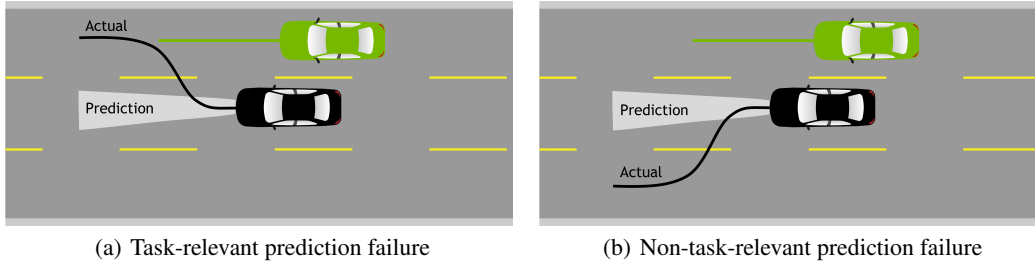 Actual
Prediction
(a) Task-relevant prediction failure
Prediction
Actual
(b) Non-task-relevant prediction failure